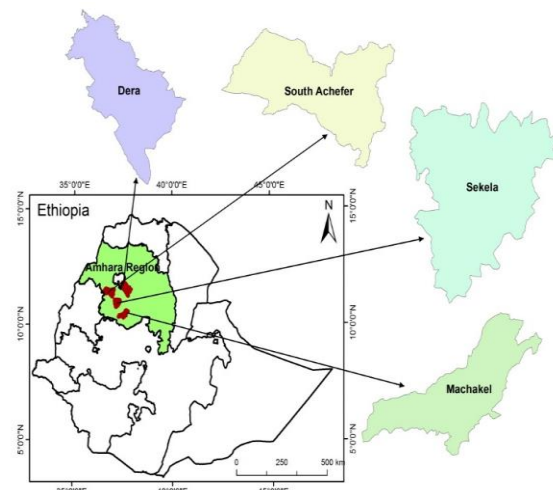 Dera
South Achefer
Sekela
35°0'0"E
40°0'0"E
45°0'0"E
15°0'0"N
15°0'0"N
Ethiopia
N
Amhara Region
10°0'0"N
10°0'0"N
Machakel
5°0'0"N
5°0'0"N
0 250 500 km